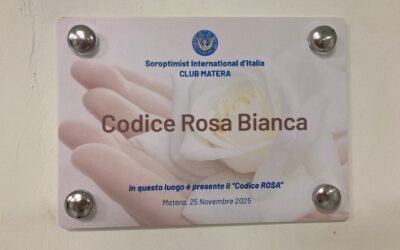 Soroptimist International d'Italia
CLUB MATERA
Codice Rosa Bianca
in questo luogo è presente il "Codice ROSA"
Matera, 25 Novembre 2025